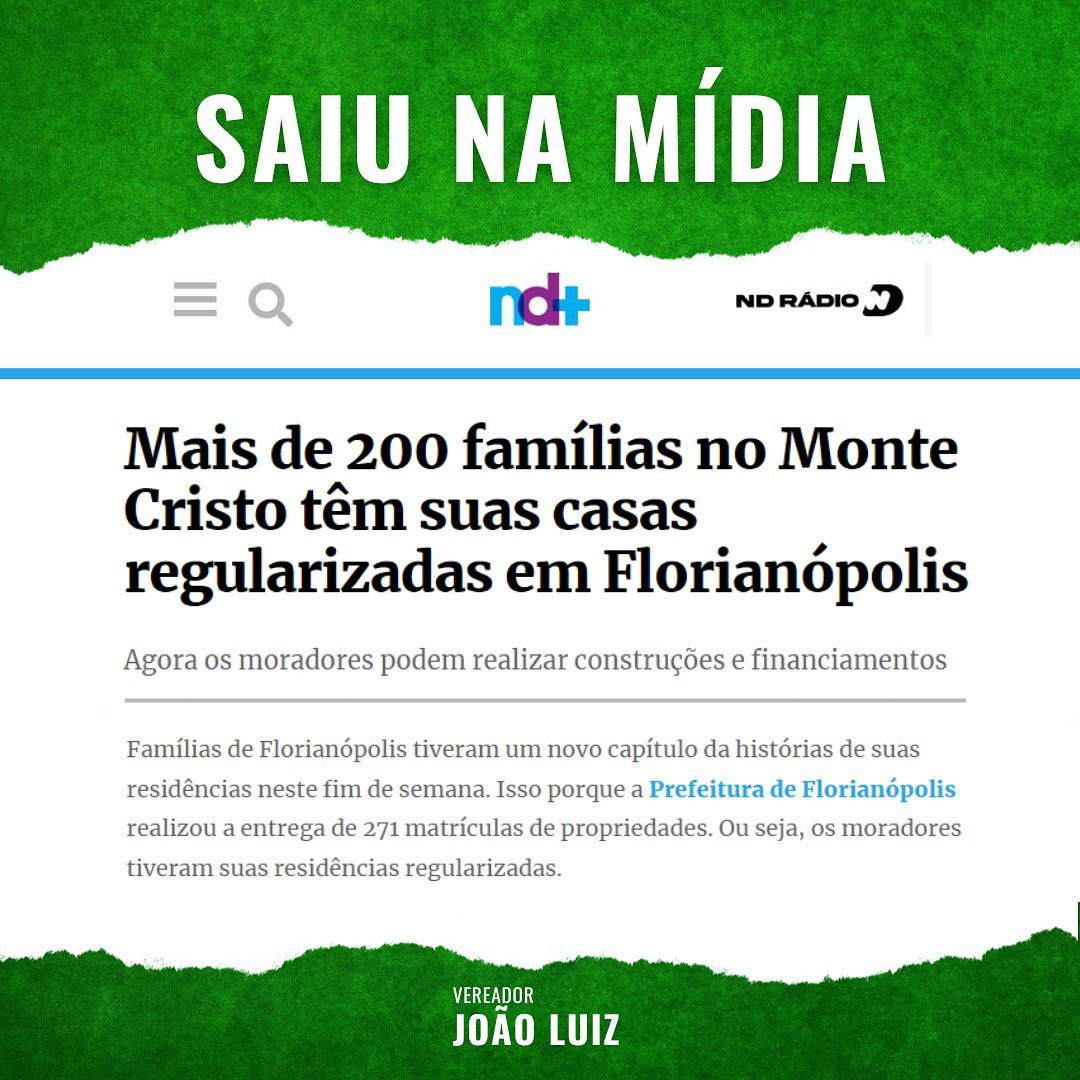 SAIU NA MÍDIA
nd+
ND RÁDIO N
Mais de 200 famílias no Monte
Cristo têm suas casas
regularizadas em Florianópolis
Agora os moradores podem realizar construções e financiamentos
Famílias de Florianópolis tiveram um novo capítulo da histórias de suas
residências neste fim de semana. Isso porque a Prefeitura de Florianópolis
realizou a entrega de 271 matrículas de propriedades. Ou seja, os moradores
tiveram suas residências regularizadas.
VEREADOR
JOÃO LUIZ